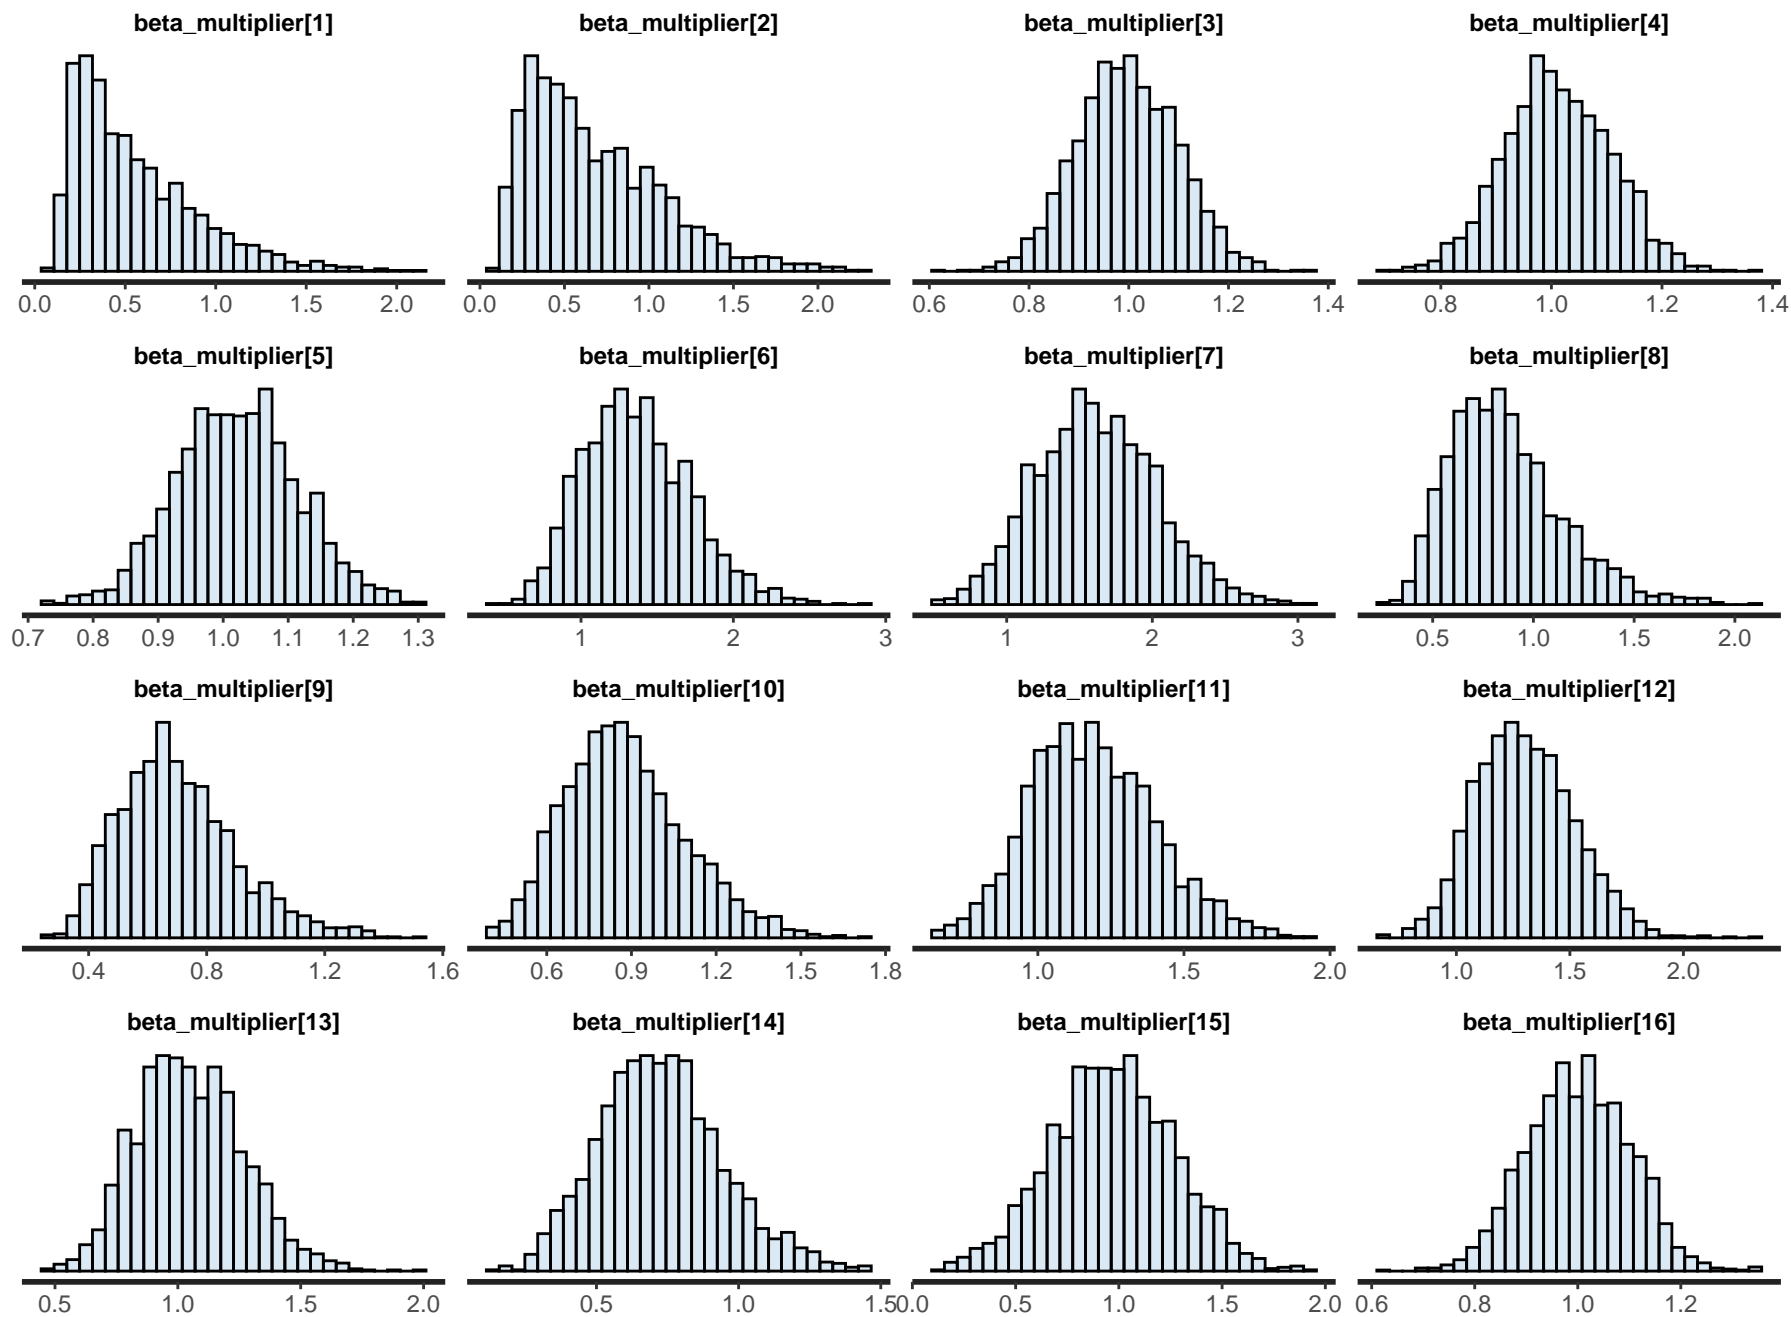 beta_multiplier[1] beta_multiplier[2] beta_multiplier[3] beta_multiplier[4]
0.0 0.5 1.0 1.5 2.0 0.0 0.5 1.0 1.5 2.0 0.6 0.8 1.0 1.2 1.4 0.8 1.0 1.2 1.4
beta_multiplier[5] beta_multiplier[6] beta_multiplier[7] beta_multiplier[8]
0.7 0.8 0.9 1.0 1.1 1.2 1.3 1 2 3 1 2 3 0.5 1.0 1.5 2.0
beta_multiplier[9] beta_multiplier[10] beta_multiplier[11] beta_multiplier[12]
0.4 0.8 1.2 1.6 0.6 0.9 1.2 1.5 1.8 1.0 1.5 2.0 1.0 1.5 2.0
beta_multiplier[13] beta_multiplier[14] beta_multiplier[15] beta_multiplier[16]
0.5 1.0 1.5 2.0 0.5 1.0 1.5 0.0 0.5 1.0 1.5 2.0 0.6 0.8 1.0 1.2